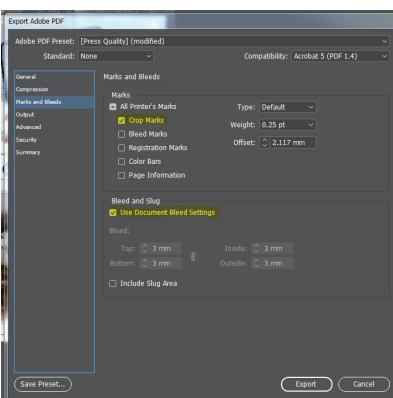 Export Adobe PDF
Adobe PDF Preset: [Press Quality] (modified)
Standard: None Compatibility: Acrobat 5 (PDF 1.4)
General
Compression
Marks and Bleeds
Output
Advanced
Security
Summary
Marks and Bleeds
Marks
All Printer's Marks
Crop Marks
Bleed Marks
Registration Marks
Color Bars
Page Information
Type: Default
Weight: 0.25 pt
Offset: 2.117 mm
Bleed and Slug
Use Document Bleed Settings
Bleed:
Top: 3 mm Inside: 3 mm
Bottom: 3 mm Outside: 3 mm
Include Slug Area
Save Preset... Export Cancel